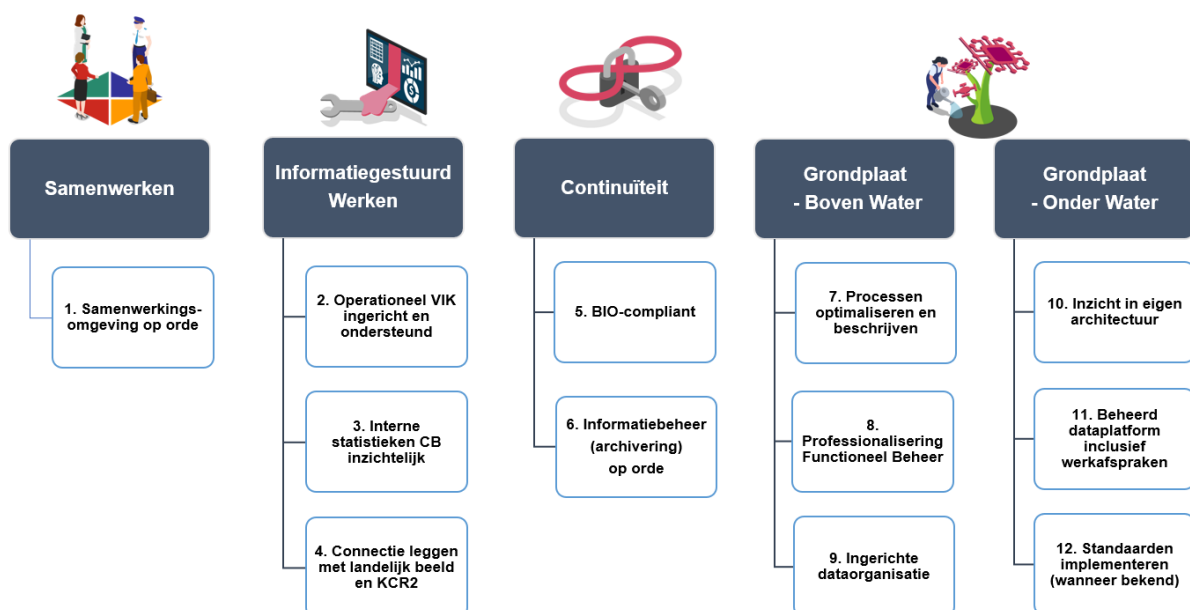 Samenwerken
1. Samenwerkings-
omgeving op orde
Informatiegestuurd
Werken
2. Operationeel VIK
ingericht en
ondersteund
3. Interne
statistieken CB
inzichtelijk
4. Connectie leggen
met landelijk beeld
en KCR2
Continuïteit
5. BIO-compliant
6. Informatiebeheer
(archivering)
op orde
Grondplaat
- Boven Water
7. Processen
optimaliseren en
beschrijven
8.
Professionalisering
Functioneel Beheer
9. Ingerichte
dataorganisatie
Grondplaat
- Onder Water
10. Inzicht in eigen
architectuur
11. Beheerd
dataplatform
inclusief
werkafspraken
12. Standaarden
implementeren
(wanneer bekend)